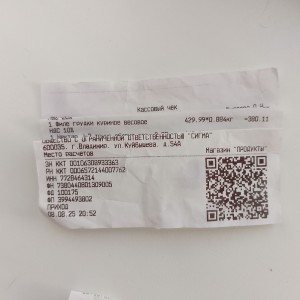 КАССОВЫЙ ЧЕК
1 Филе грудки куриное весовое 429.99*0.884кг =380.11
НДС 10%
ОБЩЕСТВО С ОГРАНИЧЕННОЙ ОТВЕТСТВЕННОСТЬЮ "СИГМА"
600035, г.Владимир, ул.Куйбышева, д.54А
Место расчетов Магазин "ПРОДУКТЫ"
ЗН ККТ 00106308933363
РН ККТ 0006572144007762
ИНН 7728464314
ФН 7380440801309005
ФД 100175
ФП 3994493802
ПРИХОД
08.08.25 20:52